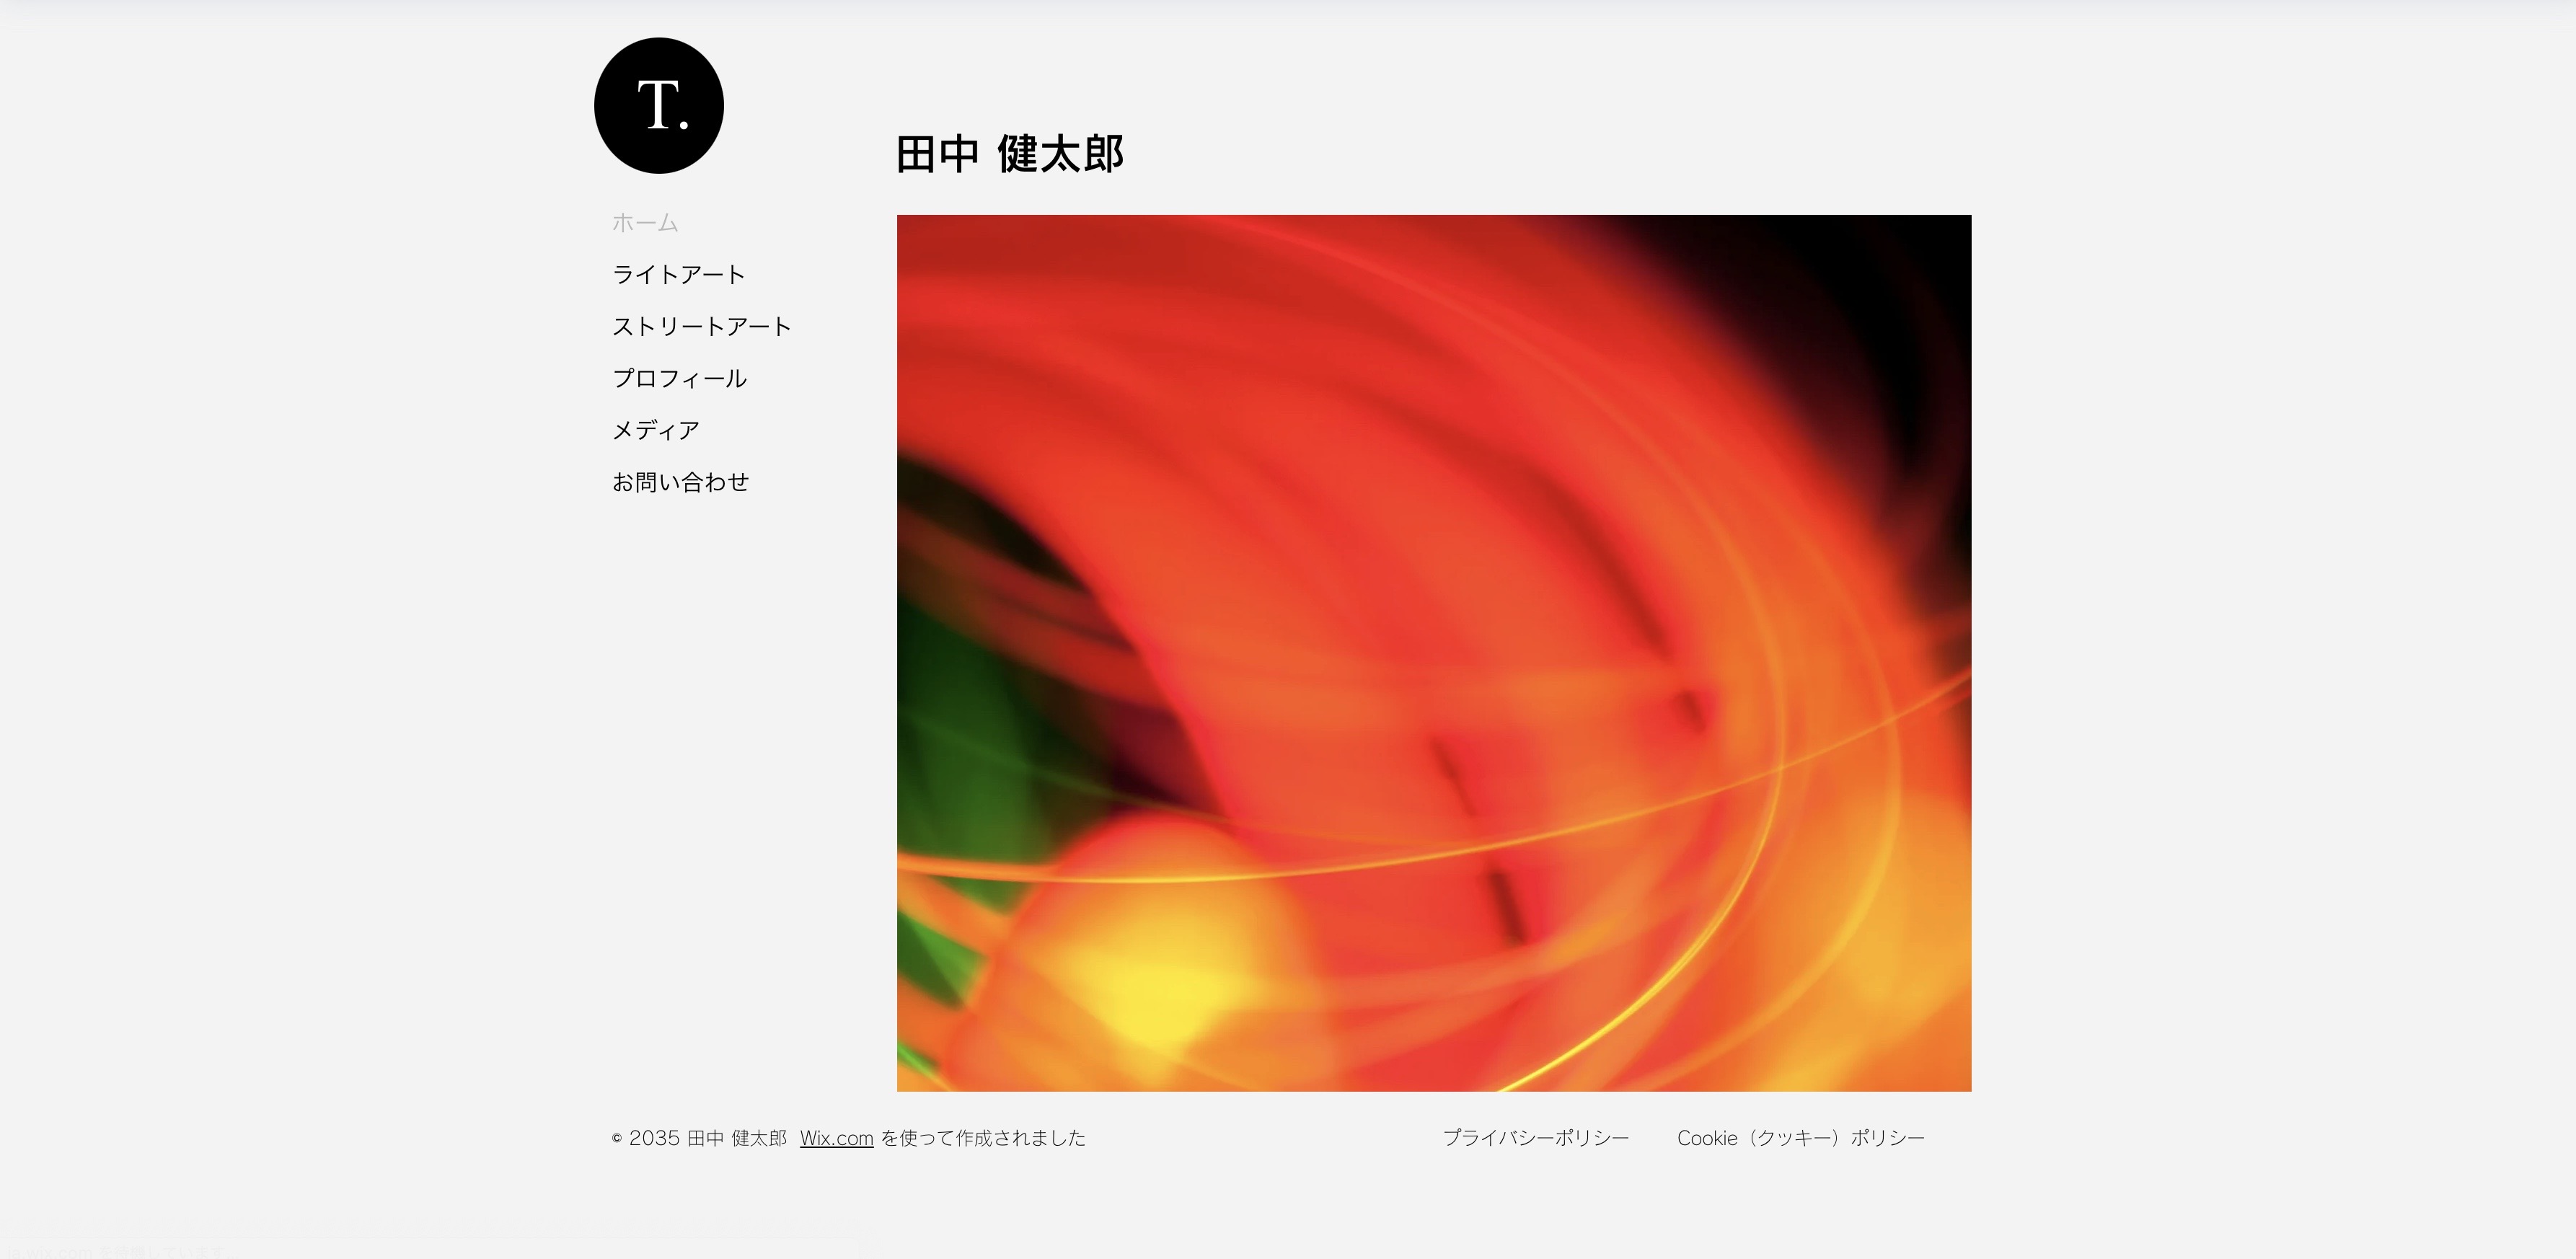 T.
田中 健太郎
ホーム
ライトアート
ストリートアート
プロフィール
メディア
お問い合わせ
© 2035 田中 健太郎 Wix.com を使って作成されました
プライバシーポリシー
Cookie（クッキー）ポリシー